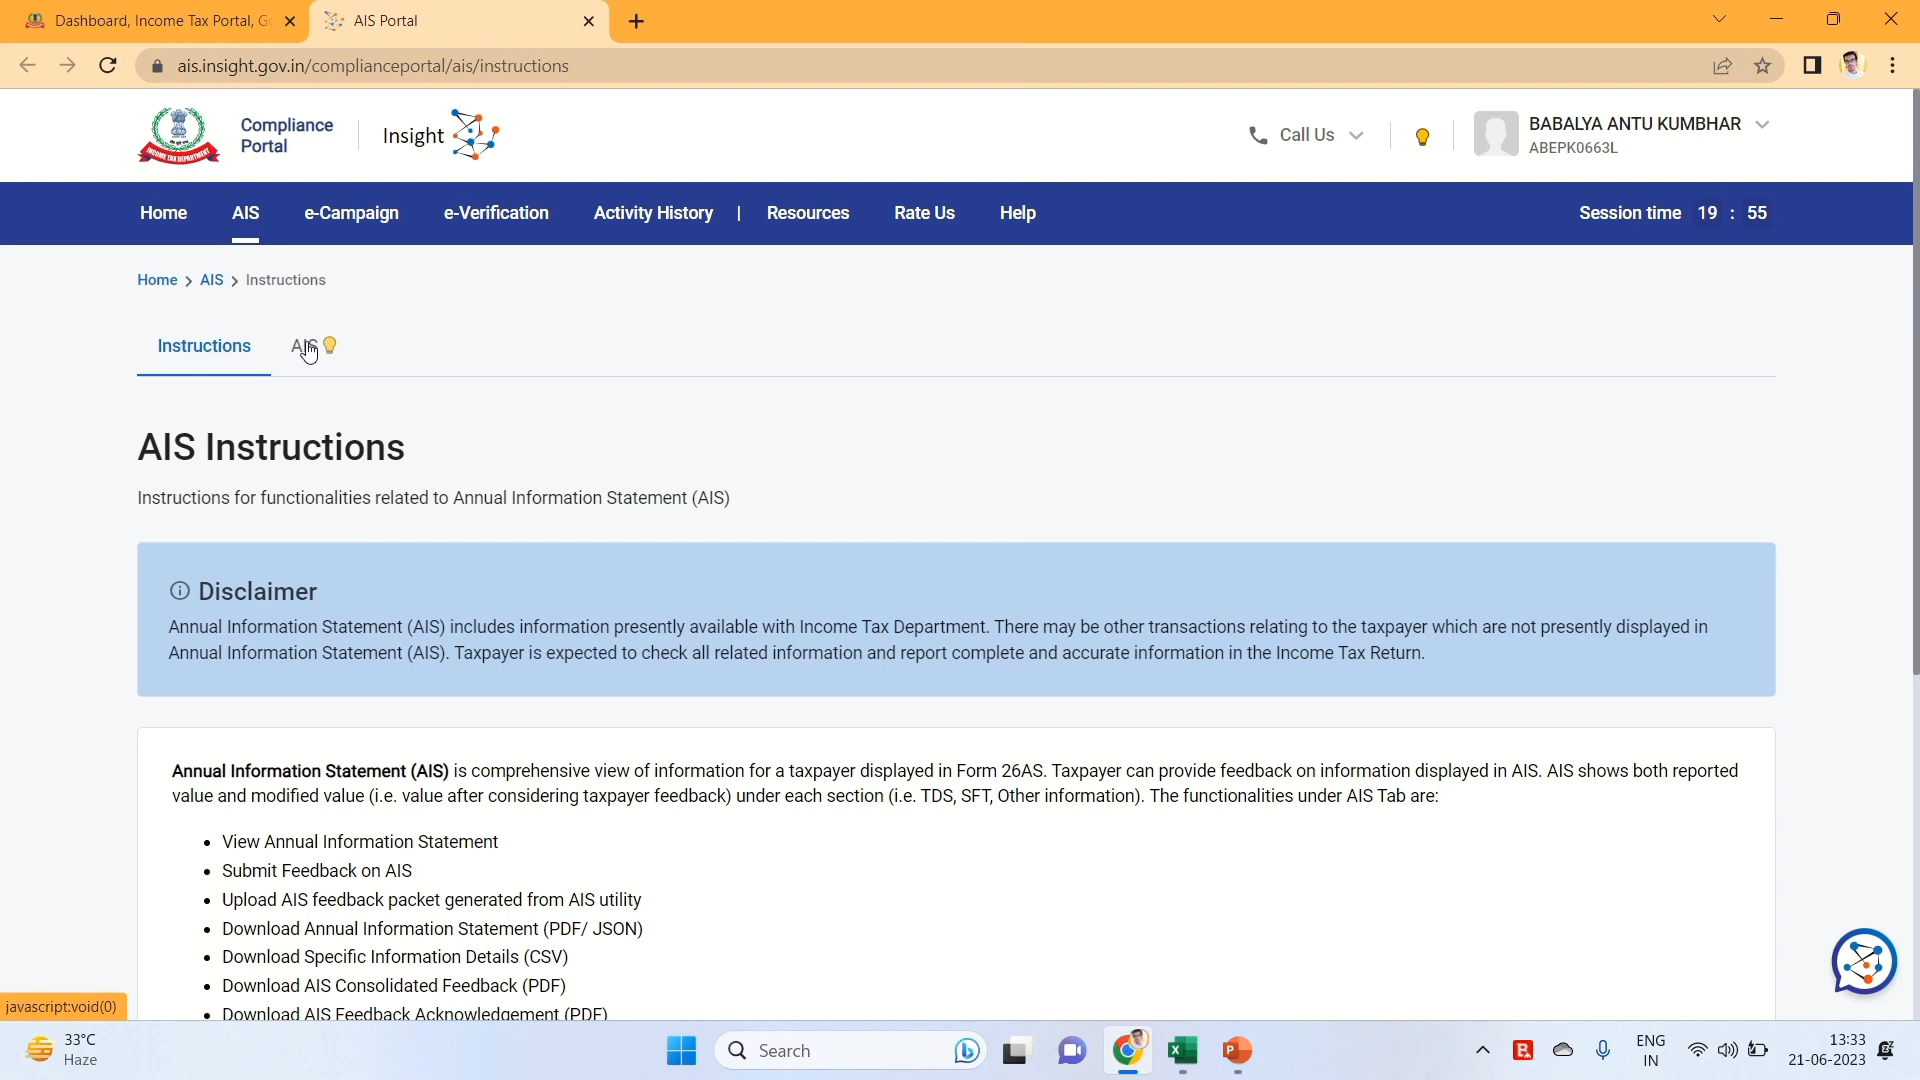 Dashboard, Income Tax Portal, G
AIS Portal
ais.insight.gov.in/complianceportal/ais/instructions
INCOME TAX DEPARTMENT
Compliance
Portal
Insight
Call Us
BABALYA ANTU KUMBHAR
ABEPK0663L
Home
AIS
e-Campaign
e-Verification
Activity History
|
Resources
Rate Us
Help
Session time 19 : 55
Home > AIS > Instructions
Instructions
AIS
AIS Instructions
Instructions for functionalities related to Annual Information Statement (AIS)
Disclaimer
Annual Information Statement (AIS) includes information presently available with Income Tax Department. There may be other transactions relating to the taxpayer which are not presently displayed in
Annual Information Statement (AIS). Taxpayer is expected to check all related information and report complete and accurate information in the Income Tax Return.
Annual Information Statement (AIS) is comprehensive view of information for a taxpayer displayed in Form 26AS. Taxpayer can provide feedback on information displayed in AIS. AIS shows both reported
value and modified value (i.e. value after considering taxpayer feedback) under each section (i.e. TDS, SFT, Other information). The functionalities under AIS Tab are:
• View Annual Information Statement
• Submit Feedback on AIS
• Upload AIS feedback packet generated from AIS utility
• Download Annual Information Statement (PDF/ JSON)
• Download Specific Information Details (CSV)
• Download AIS Consolidated Feedback (PDF)
• Download AIS Feedback Acknowledgement (PDF)
javascript:void(0)
33°C
Haze
Search
ENG
IN
13:33
21-06-2023